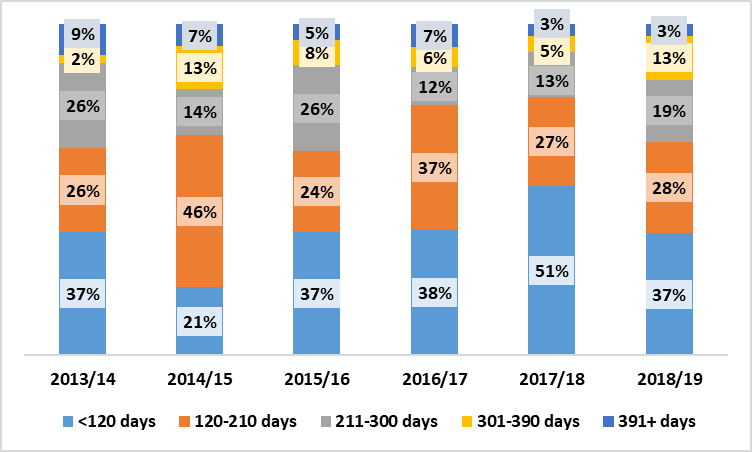 9% 7% 5% 7% 3% 3%
2% 13% 8% 6% 5% 13%
26% 14% 26% 12% 13% 19%
26% 46% 24% 37% 27% 28%
37% 21% 37% 38% 51% 37%
2013/14 2014/15 2015/16 2016/17 2017/18 2018/19
<120 days 120-210 days 211-300 days 301-390 days 391+ days